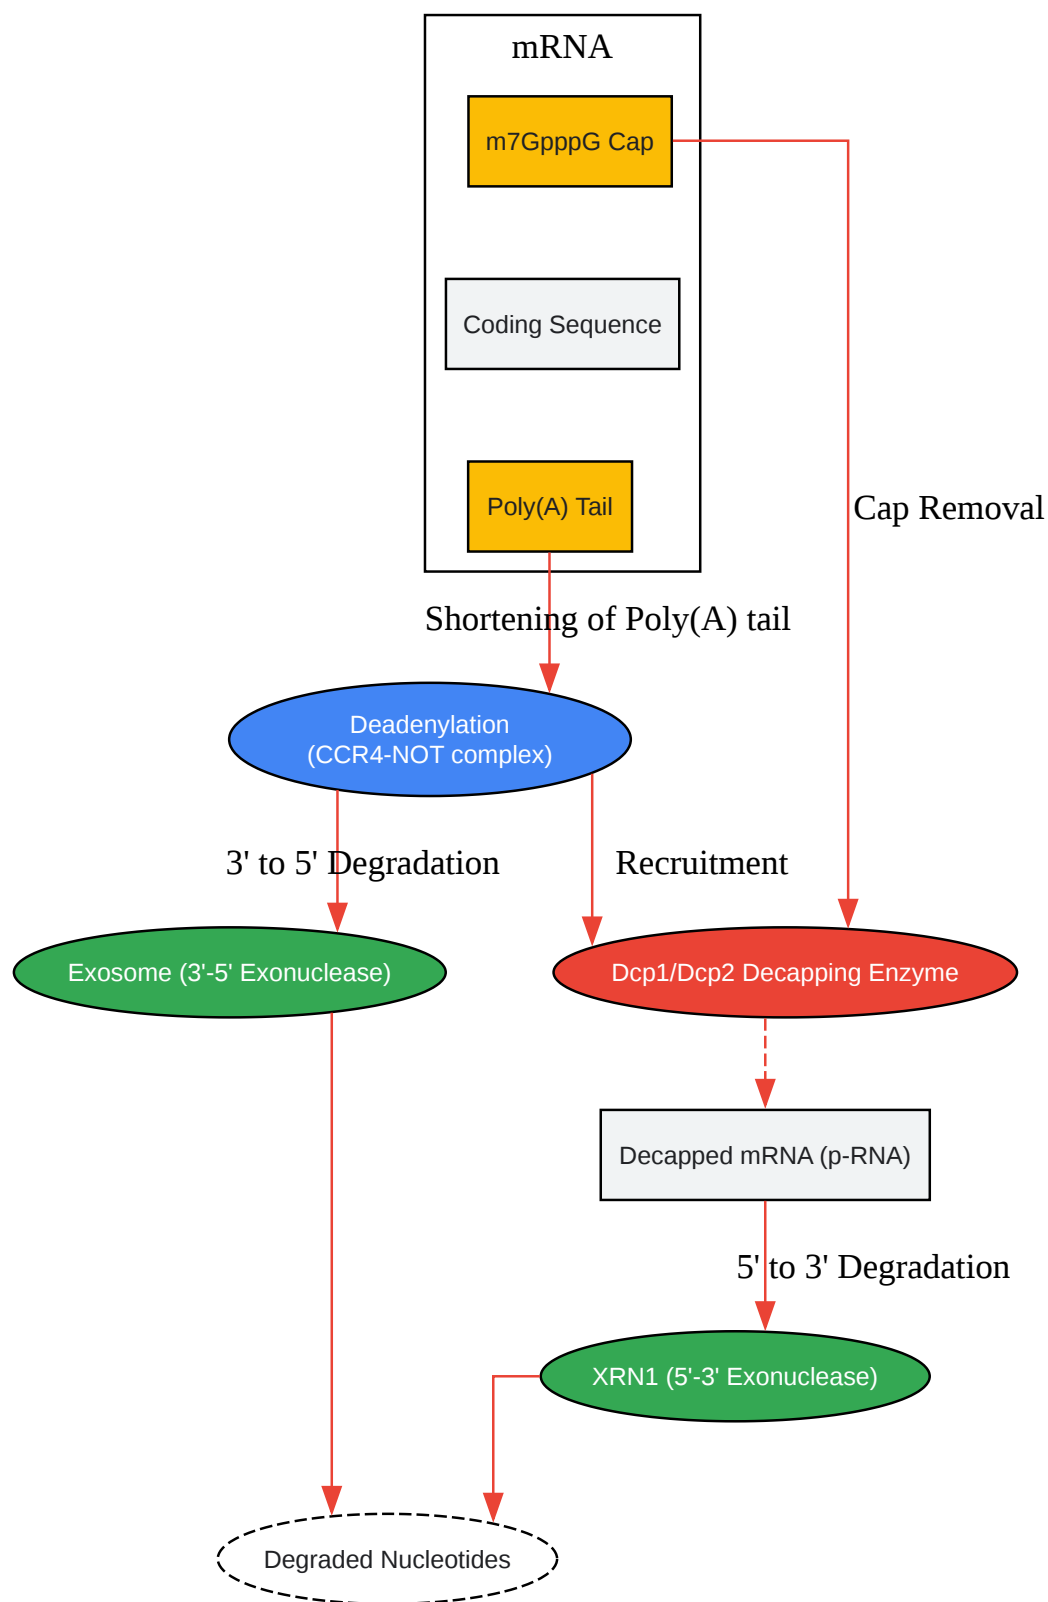 mRNA
m7GpppG Cap
Coding Sequence
Poly(A) Tail
Cap Removal
Shortening of Poly(A) tail
Deadenylation
(CCR4-NOT complex)
3' to 5' Degradation
Recruitment
Exosome (3'-5' Exonuclease)
Dcp1/Dcp2 Decapping Enzyme
Decapped mRNA (p-RNA)
5' to 3' Degradation
XRN1 (5'-3' Exonuclease)
Degraded Nucleotides